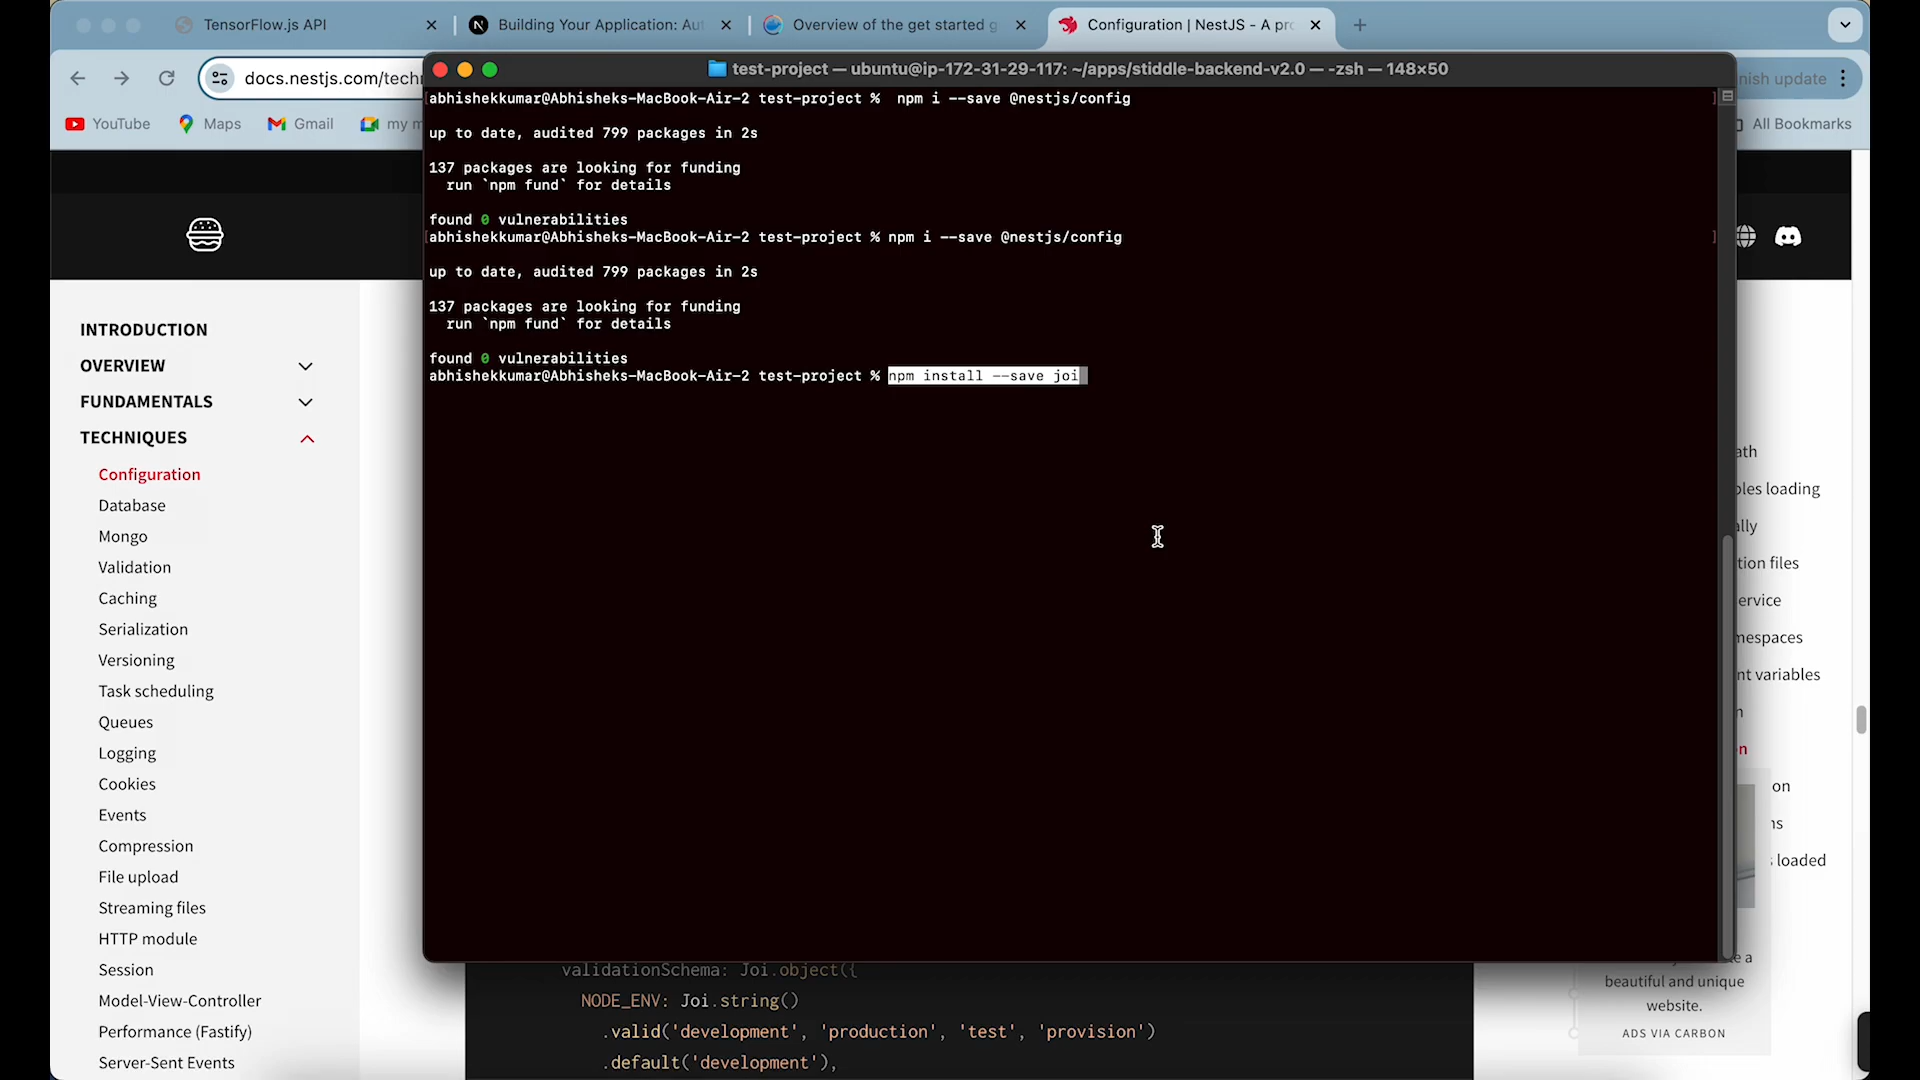 TensorFlow.js API
Building Your Application: Au
Overview of the get started g
Configuration | NestJS - A pro
docs.nestjs.com/techn
nish update
YouTube
Maps
Gmail
my m
All Bookmarks
test-project — ubuntu@ip-172-31-29-117: ~/apps/stiddle-backend-v2.0 — -zsh — 148×50
[abhishekkumar@Abhisheks-MacBook-Air-2 test-project %  npm i --save @nestjs/config ]
up to date, audited 799 packages in 2s
137 packages are looking for funding
run `npm fund` for details
found 0 vulnerabilities
[abhishekkumar@Abhisheks-MacBook-Air-2 test-project % npm i --save @nestjs/config ]
up to date, audited 799 packages in 2s
137 packages are looking for funding
run `npm fund` for details
found 0 vulnerabilities
abhishekkumar@Abhisheks-MacBook-Air-2 test-project % npm install --save joi
INTRODUCTION
OVERVIEW
FUNDAMENTALS
TECHNIQUES
Configuration
Database
Mongo
Validation
Caching
Serialization
Versioning
Task scheduling
Queues
Logging
Cookies
Events
Compression
File upload
Streaming files
HTTP module
Session
Model-View-Controller
Performance (Fastify)
Server-Sent Events
ath
bles loading
ally
tion files
ervice
mespaces
nt variables
n
n
on
ns
s loaded
e a
beautiful and unique
website.
ADS VIA CARBON
validationSchema: Joi.object({
NODE_ENV: Joi.string()
.valid('development', 'production', 'test', 'provision')
.default('development'),